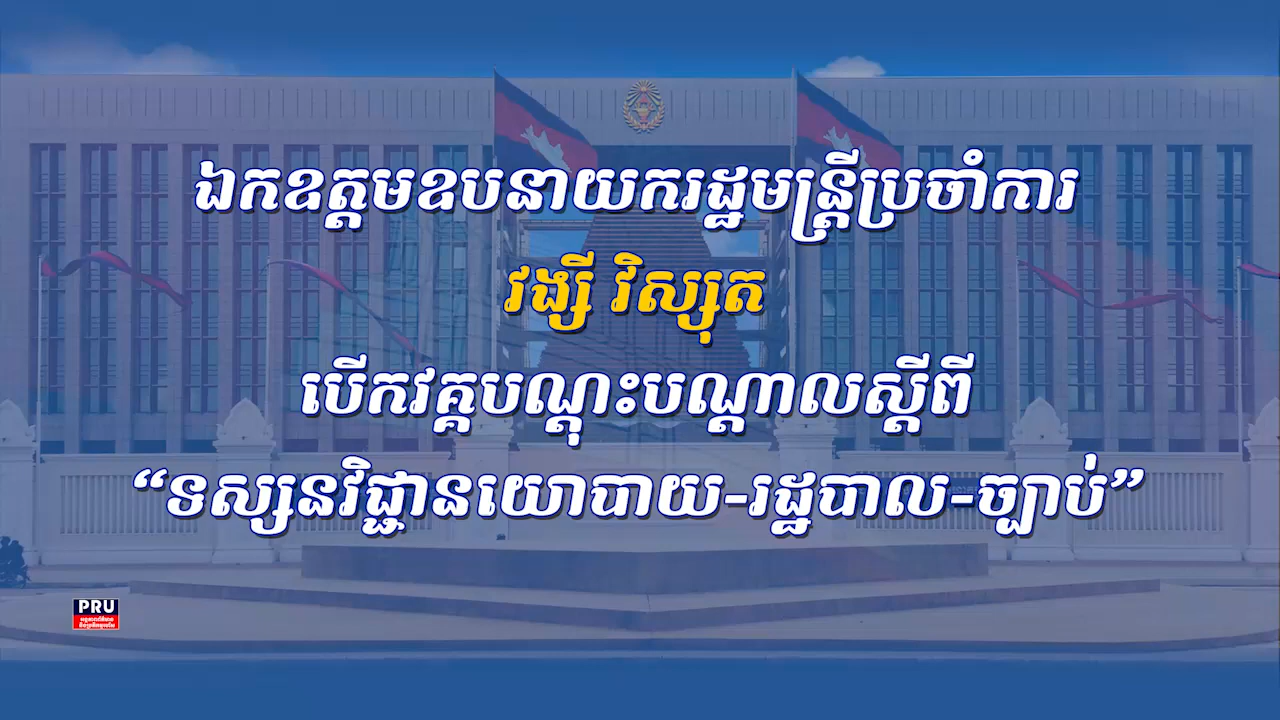 ឯកឧត្តមឧបនាយករដ្ឋមន្ត្រីប្រចាំការ
វង្សី វិស្សុត
បើកវគ្គបណ្តុះបណ្តាលស្តីពី
“ទស្សនវិជ្ជាននយោបាយ-រដ្ឋបាល-ច្បាប់”
PRU